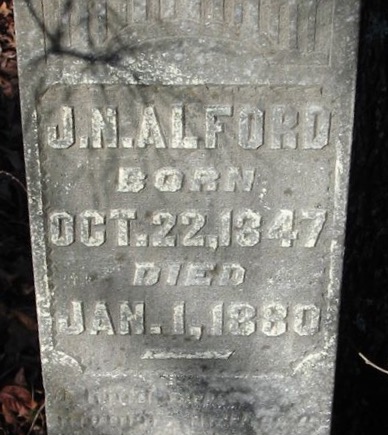 J.N.ALFORD
BORN
OCT.22,1847
DIED
JAN.1,1880